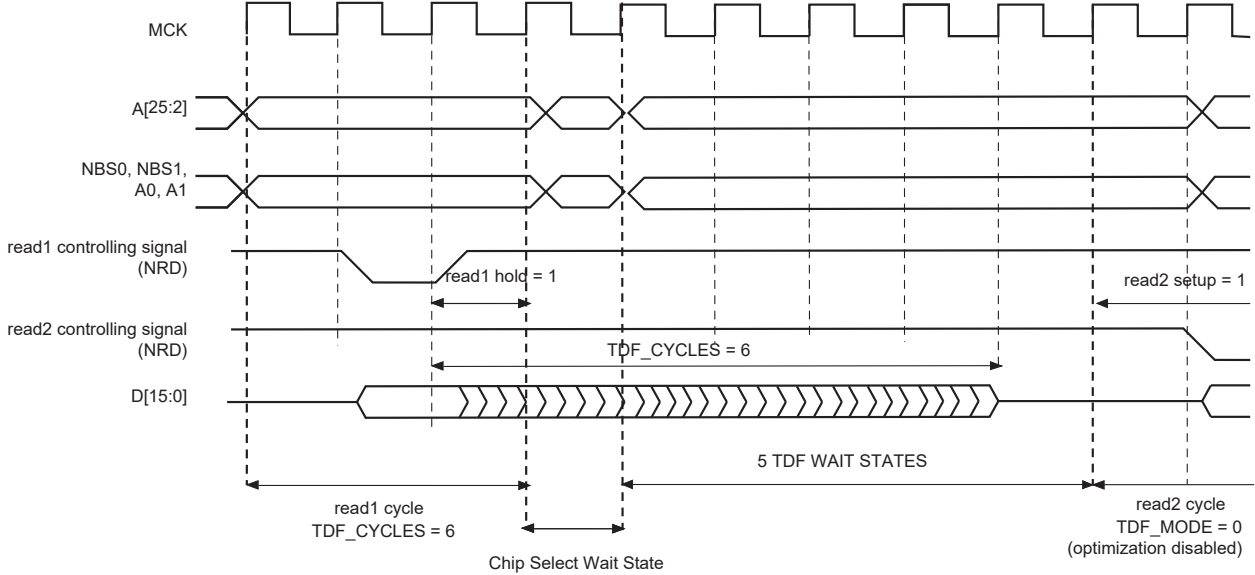 MCK
A[25:2]
NBS0, NBS1,
A0, A1
read1 controlling signal
(NRD)
read1 hold = 1
read2 setup = 1
read2 controlling signal
(NRD)
TDF_CYCLES = 6
D[15:0]
5 TDF WAIT STATES
read1 cycle
TDF_CYCLES = 6
read2 cycle
TDF_MODE = 0
(optimization disabled)
Chip Select Wait State